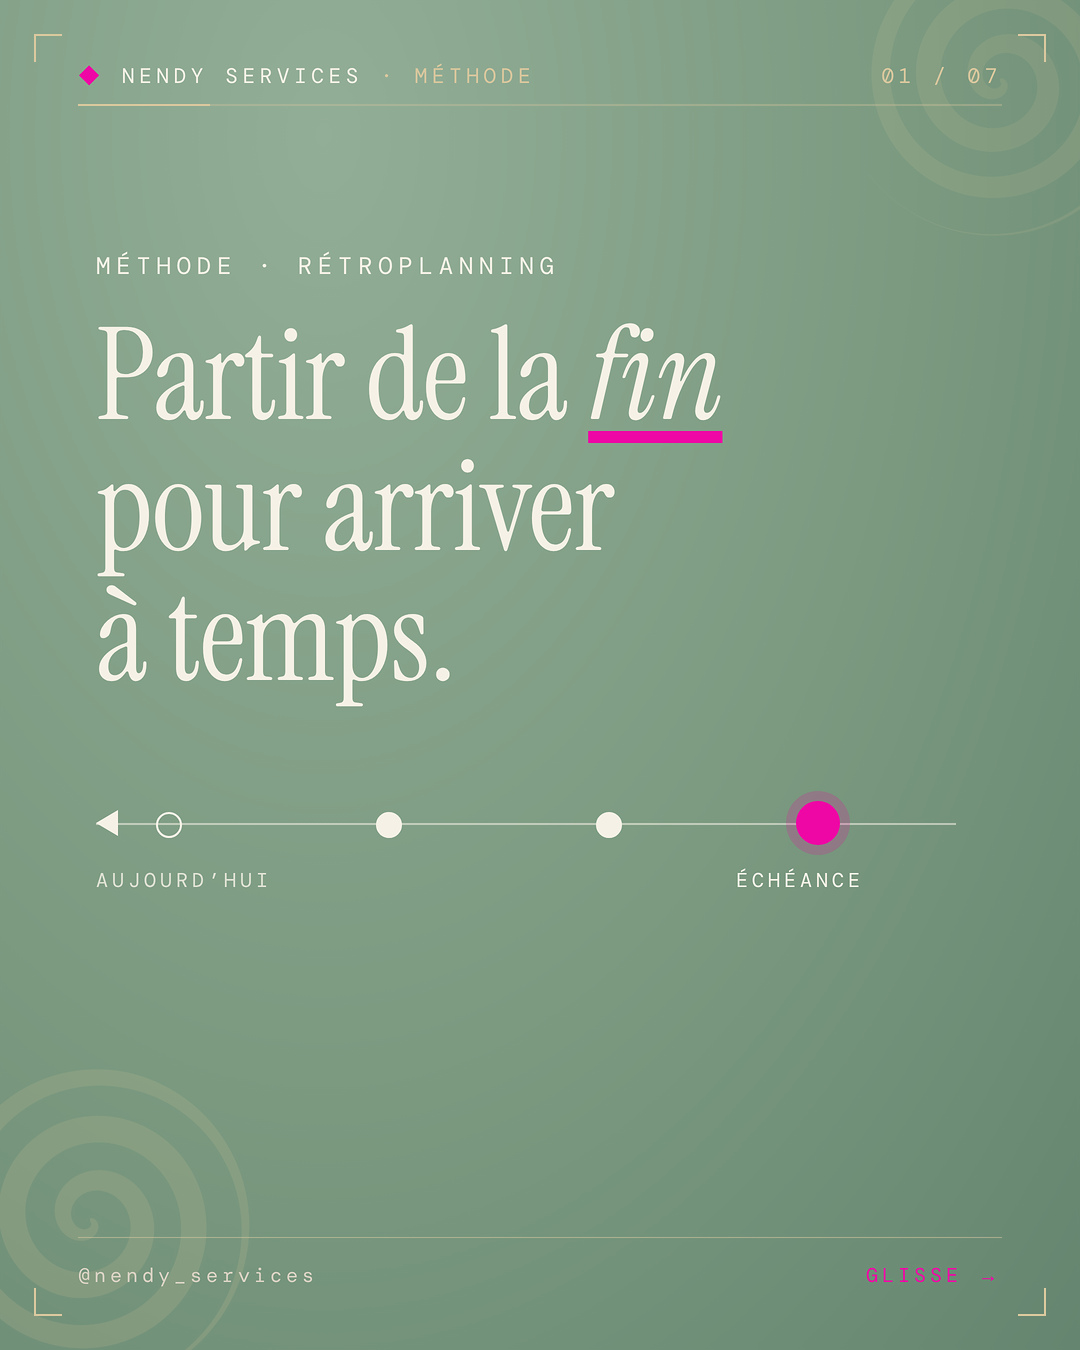 NENDY SERVICES · MÉTHODE
01 / 07
MÉTHODE · RÉTROPLANNING
Partir de la fin
pour arriver
à temps.
AUJOURD’HUI
ÉCHÉANCE
@nendy_services
GLISSE →